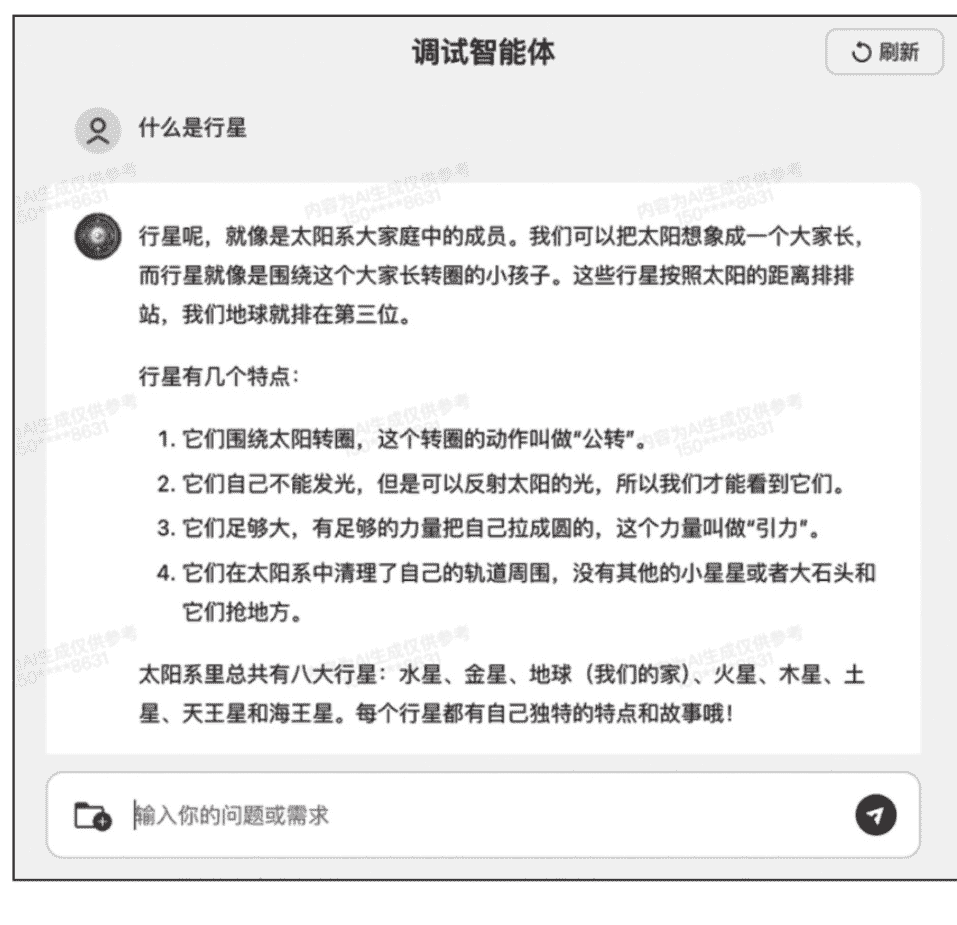 调试智能体
刷新
什么是行星
行星呢，就像是太阳系大家庭中的成员。我们可以把太阳想象成一个大家长，
而行星就像是围绕这个大家长转圈的小孩子。这些行星按照太阳的距离排排
站，我们地球就排在第三位。
行星有几个特点：
1. 它们围绕太阳转圈，这个转圈的动作叫做“公转”。
2. 它们自己不能发光，但是可以反射太阳的光，所以我们才能看到它们。
3. 它们足够大，有足够的力量把自己拉成圆的，这个力量叫做“引力”。
4. 它们在太阳系中清理了自己的轨道周围，没有其他的小星星或者大石头和
它们抢地方。
太阳系里总共有八大行星：水星、金星、地球（我们的家）、火星、木星、土
星、天王星和海王星。每个行星都有自己独特的特点和故事哦！
输入你的问题或需求
内容为AI生成仅供参考
150****8631